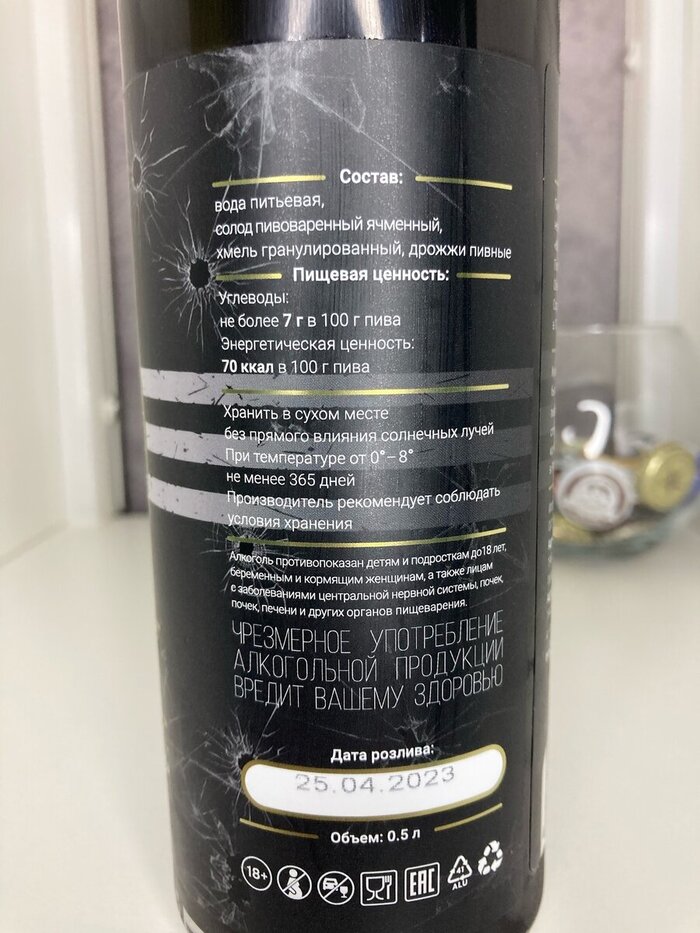 Состав:
вода питьевая,
солод пивоваренный ячменный,
хмель гранулированный, дрожжи пивные
Пищевая ценность:
Углеводы:
не более 7 г в 100 г пива
Энергетическая ценность:
70 ккал в 100 г пива
Хранить в сухом месте
без прямого влияния солнечных лучей
При температуре от 0°–8°
не менее 365 дней
Производитель рекомендует соблюдать
условия хранения
Алкоголь противопоказан детям и подросткам до 18 лет,
беременным и кормящим женщинам, а также лицам
с заболеваниями центральной нервной системы, почек,
почек, печени и других органов пищеварения.
ЧРЕЗМЕРНОЕ УПОТРЕБЛЕНИЕ
АЛКОГОЛЬНОЙ ПРОДУКЦИИ
ВРЕДИТ ВАШЕМУ ЗДОРОВЬЮ
Дата розлива:
25.04.2023
Объем: 0.5 л
18+ EAC 41
ALU